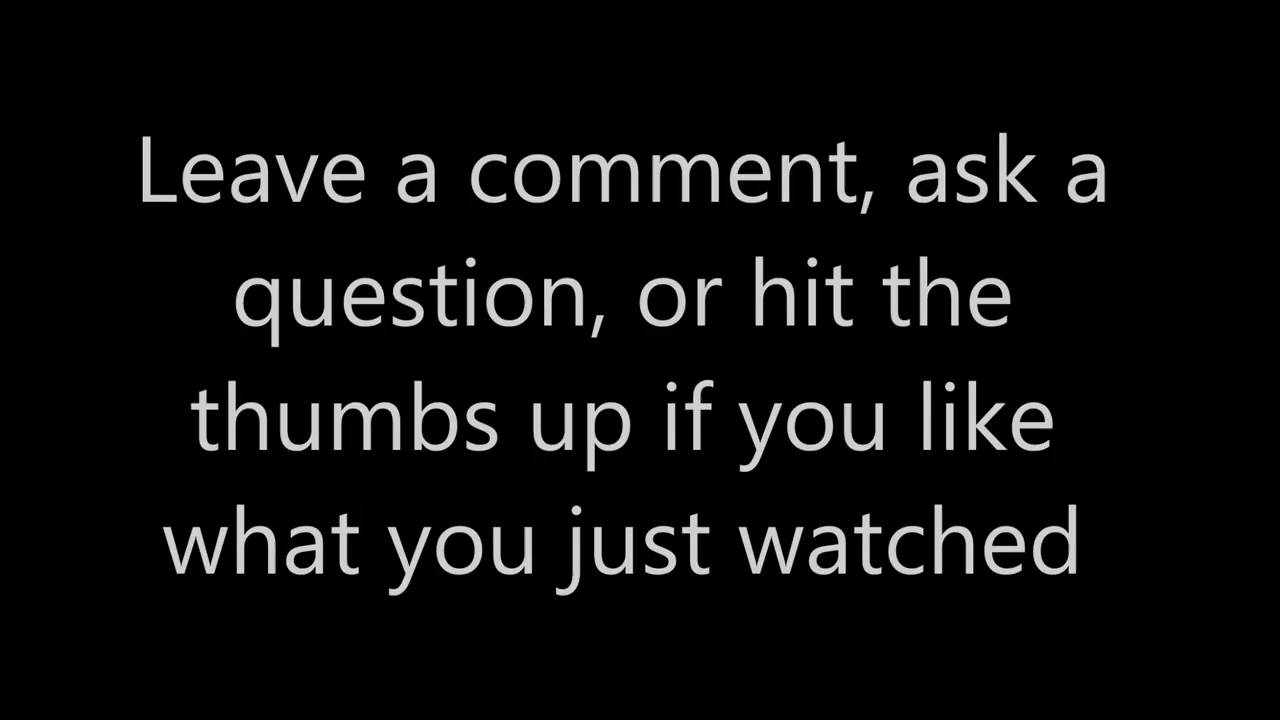 Leave a comment, ask a
question, or hit the
thumbs up if you like
what you just watched